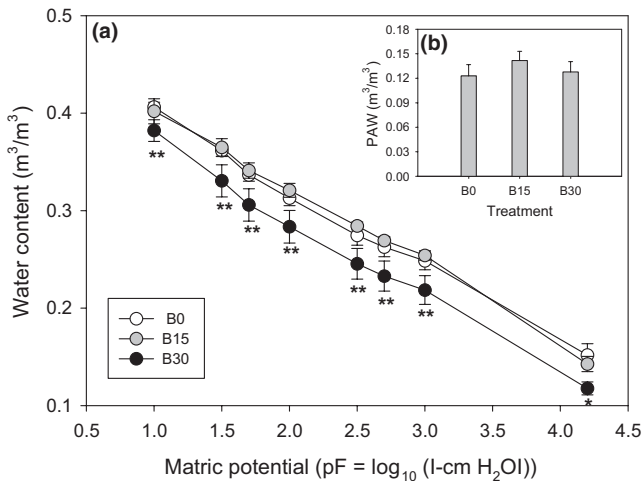 (a)
(b)
0.5
0.4
0.3
0.2
0.1
Water content (m³/m³)
0.18
0.15
0.12
0.09
0.06
0.03
0.00
PAW (m³/m³)
B0 B15 B30
Treatment
** ** ** ** ** ** ** *
B0
B15
B30
0.5 1.0 1.5 2.0 2.5 3.0 3.5 4.0 4.5
Matric potential (pF = log₁₀ (I-cm H₂OI))